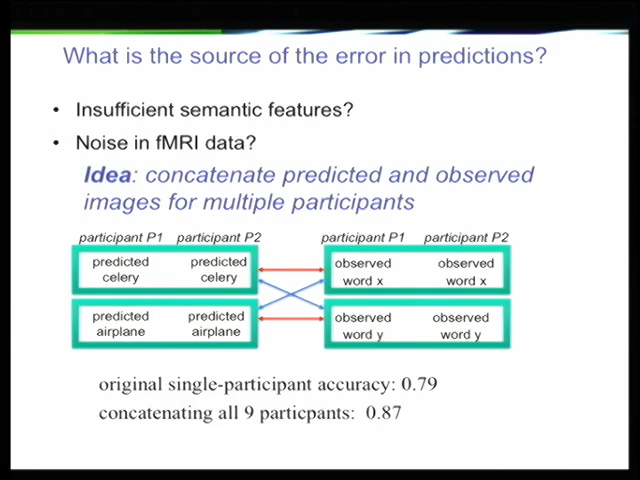 What is the source of the error in predictions?
• Insufficient semantic features?
• Noise in fMRI data?
Idea: concatenate predicted and observed
images for multiple participants
participant P1 participant P2 participant P1 participant P2
predicted predicted observed observed
celery celery word x word x
predicted predicted observed observed
airplane airplane word y word y
original single-participant accuracy: 0.79
concatenating all 9 particpants: 0.87